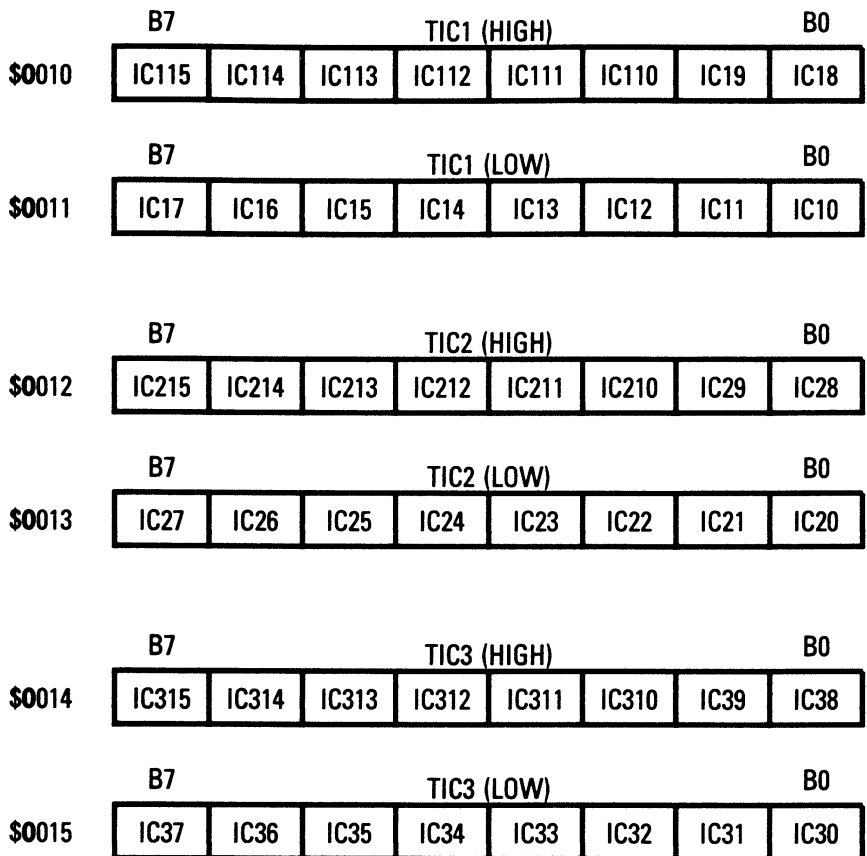 B7 TIC1 (HIGH) B0
$0010 IC115 IC114 IC113 IC112 IC111 IC110 IC19 IC18
B7 TIC1 (LOW) B0
$0011 IC17 IC16 IC15 IC14 IC13 IC12 IC11 IC10
B7 TIC2 (HIGH) B0
$0012 IC215 IC214 IC213 IC212 IC211 IC210 IC29 IC28
B7 TIC2 (LOW) B0
$0013 IC27 IC26 IC25 IC24 IC23 IC22 IC21 IC20
B7 TIC3 (HIGH) B0
$0014 IC315 IC314 IC313 IC312 IC311 IC310 IC39 IC38
B7 TIC3 (LOW) B0
$0015 IC37 IC36 IC35 IC34 IC33 IC32 IC31 IC30